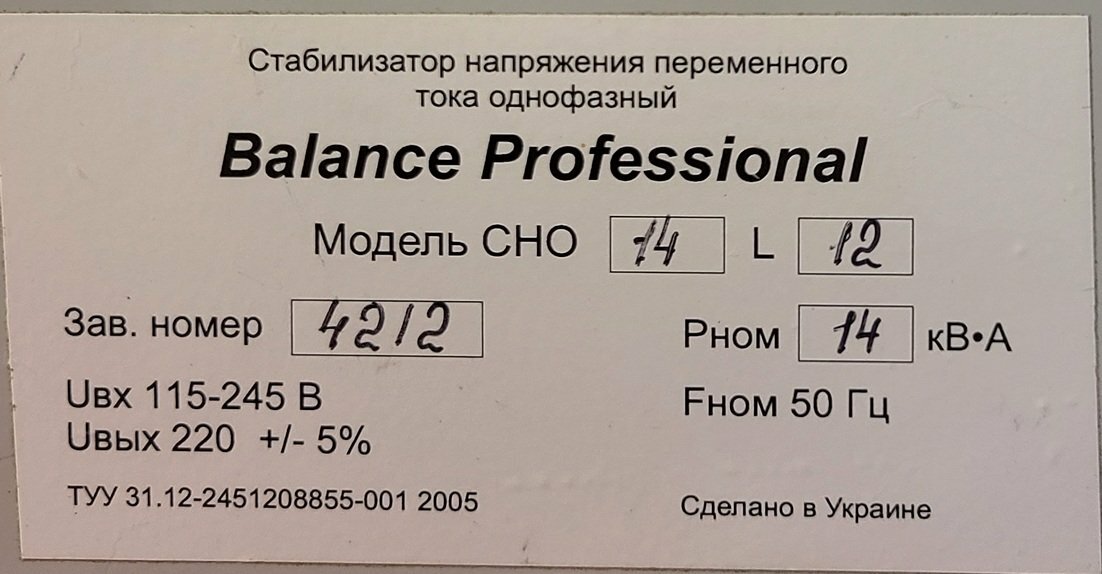 Стабилизатор напряжения переменного
тока однофазный
Balance Professional
Модель СНО 14 L 12
Зав. номер 4212
Рном 14 кВ•А
Uвх 115-245 В
Fном 50 Гц
Uвых 220 +/- 5%
ТУУ 31.12-2451208855-001 2005
Сделано в Украине